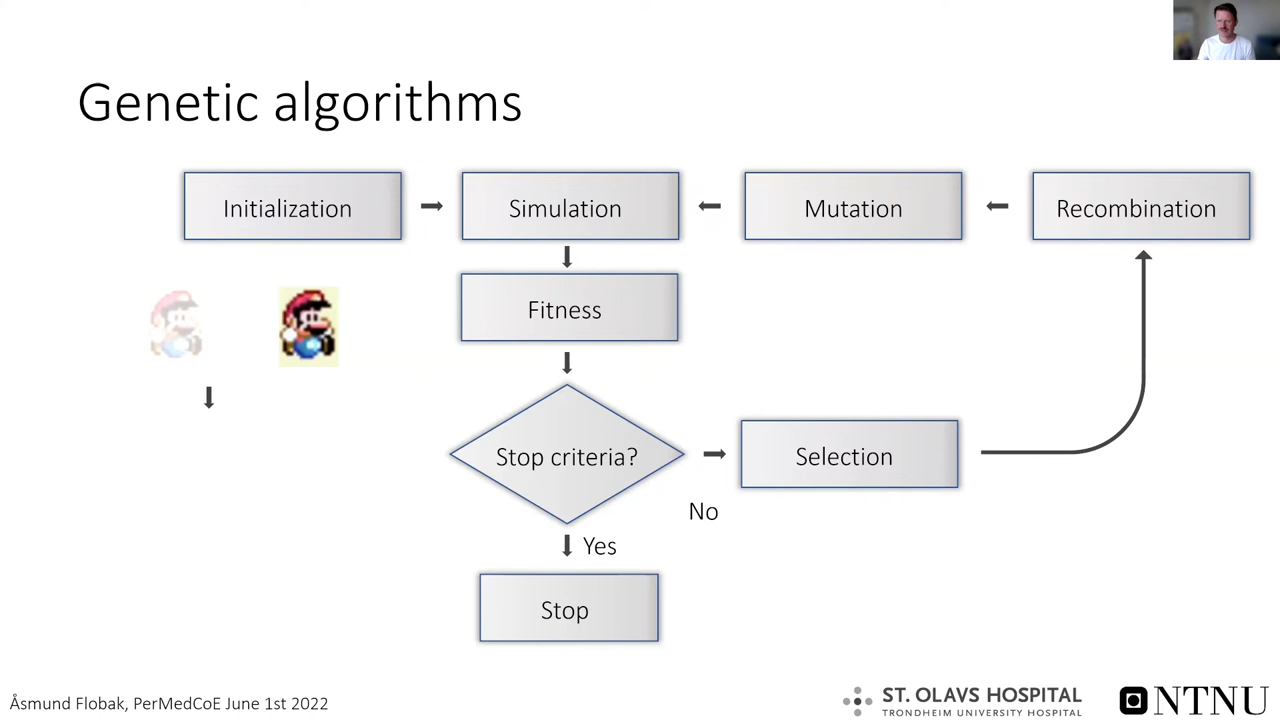 Genetic algorithms
Initialization
Simulation
Mutation
Recombination
Fitness
Stop criteria?
Selection
No
Yes
Stop
Åsmund Flobak, PerMedCoE June 1st 2022
ST. OLAVS HOSPITAL
TRONDHEIM UNIVERSITY HOSPITAL
NTNU